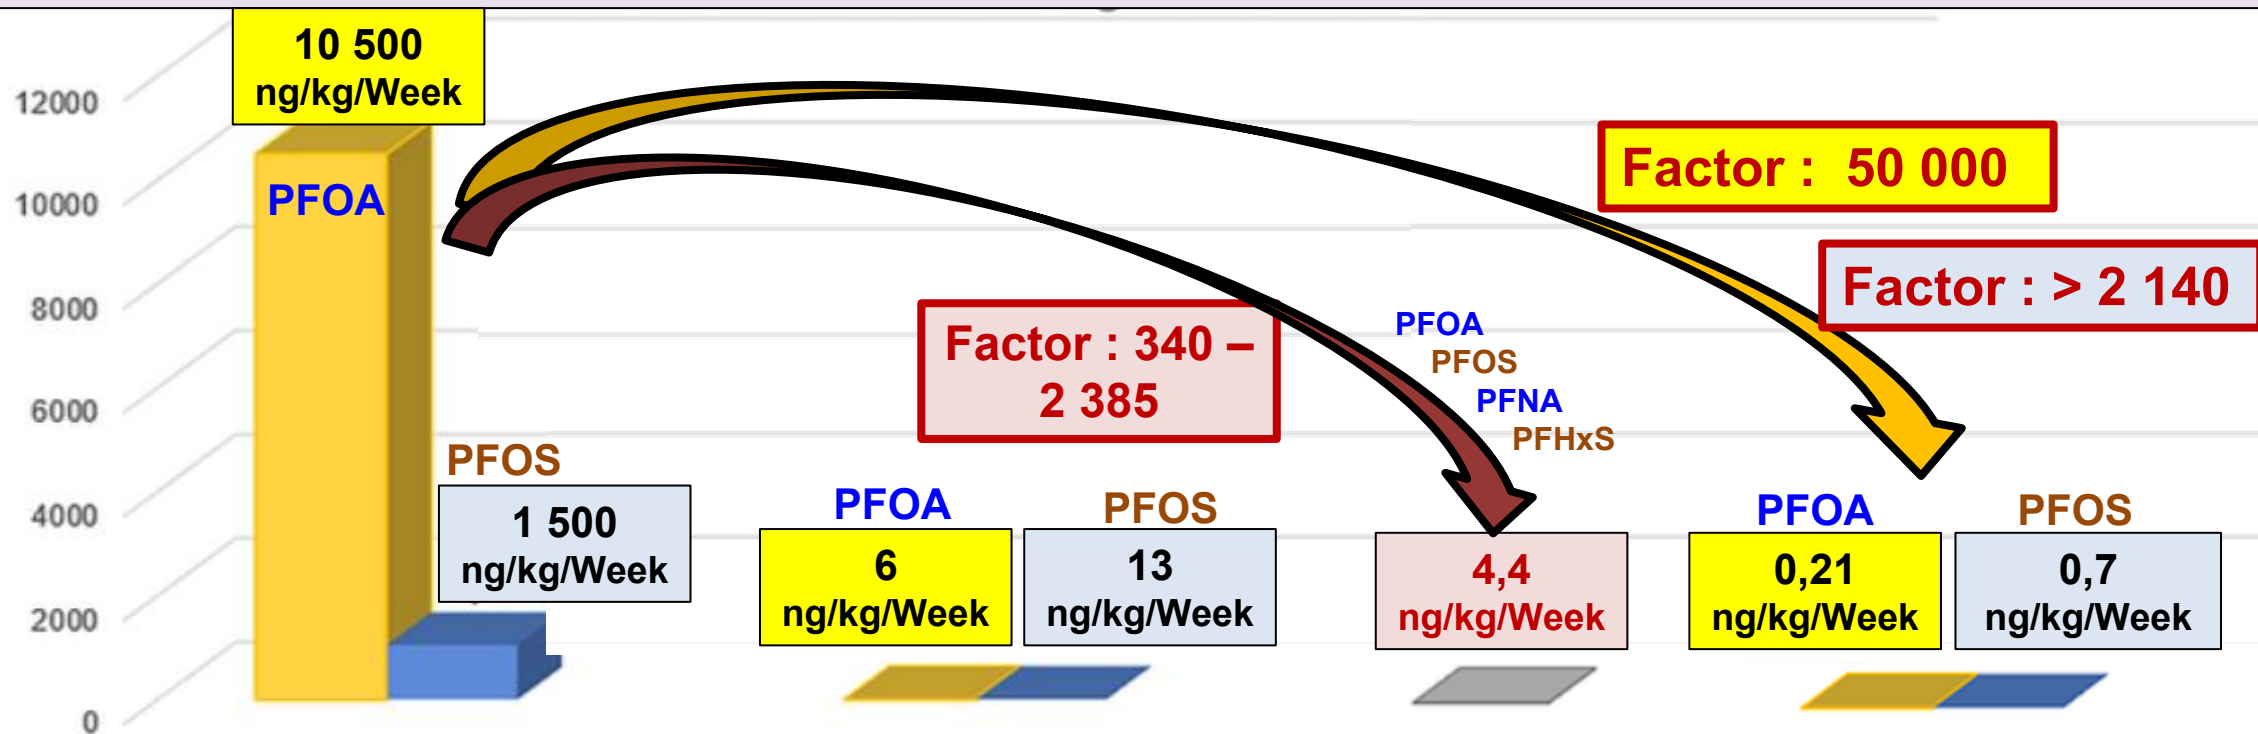 10 500
ng/kg/Week
12000
10000
8000
6000
4000
2000
0
PFOA
PFOS
1 500
ng/kg/Week
PFOA
6
ng/kg/Week
PFOS
13
ng/kg/Week
Factor : 340 –
2 385
PFOA
PFOS
PFNA
PFHxS
4,4
ng/kg/Week
Factor : 50 000
Factor : > 2 140
PFOA
0,21
ng/kg/Week
PFOS
0,7
ng/kg/Week